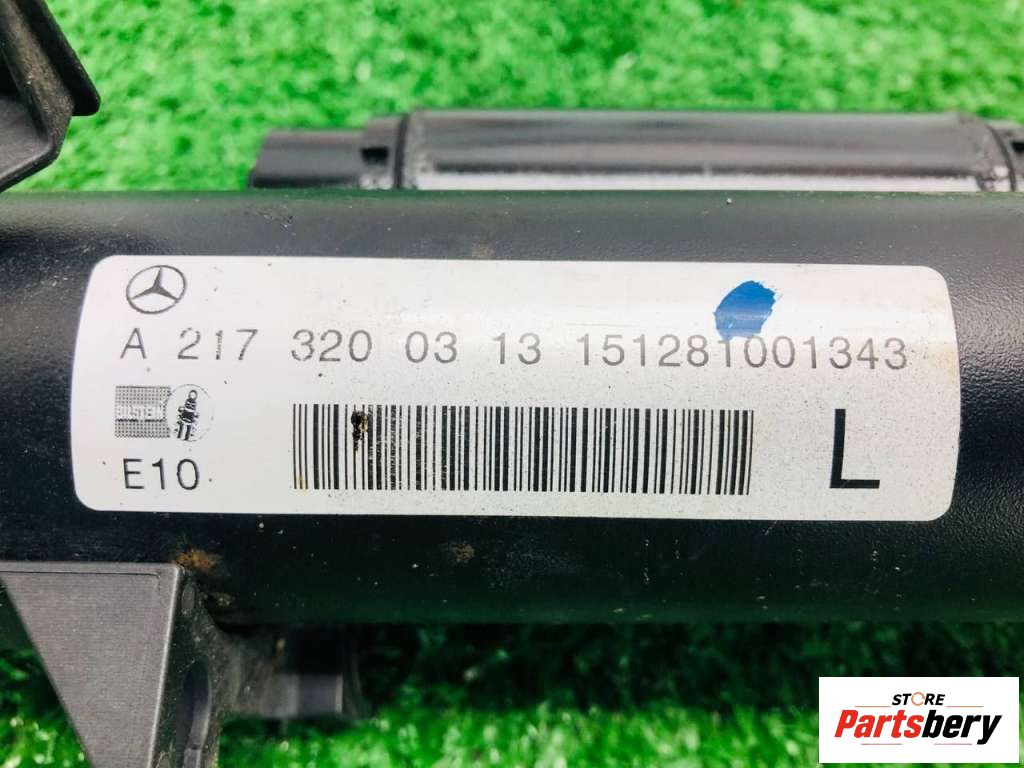 A 217 320 03 13 151281001343
BILSTEIN
E10
L
STORE
Partsbery